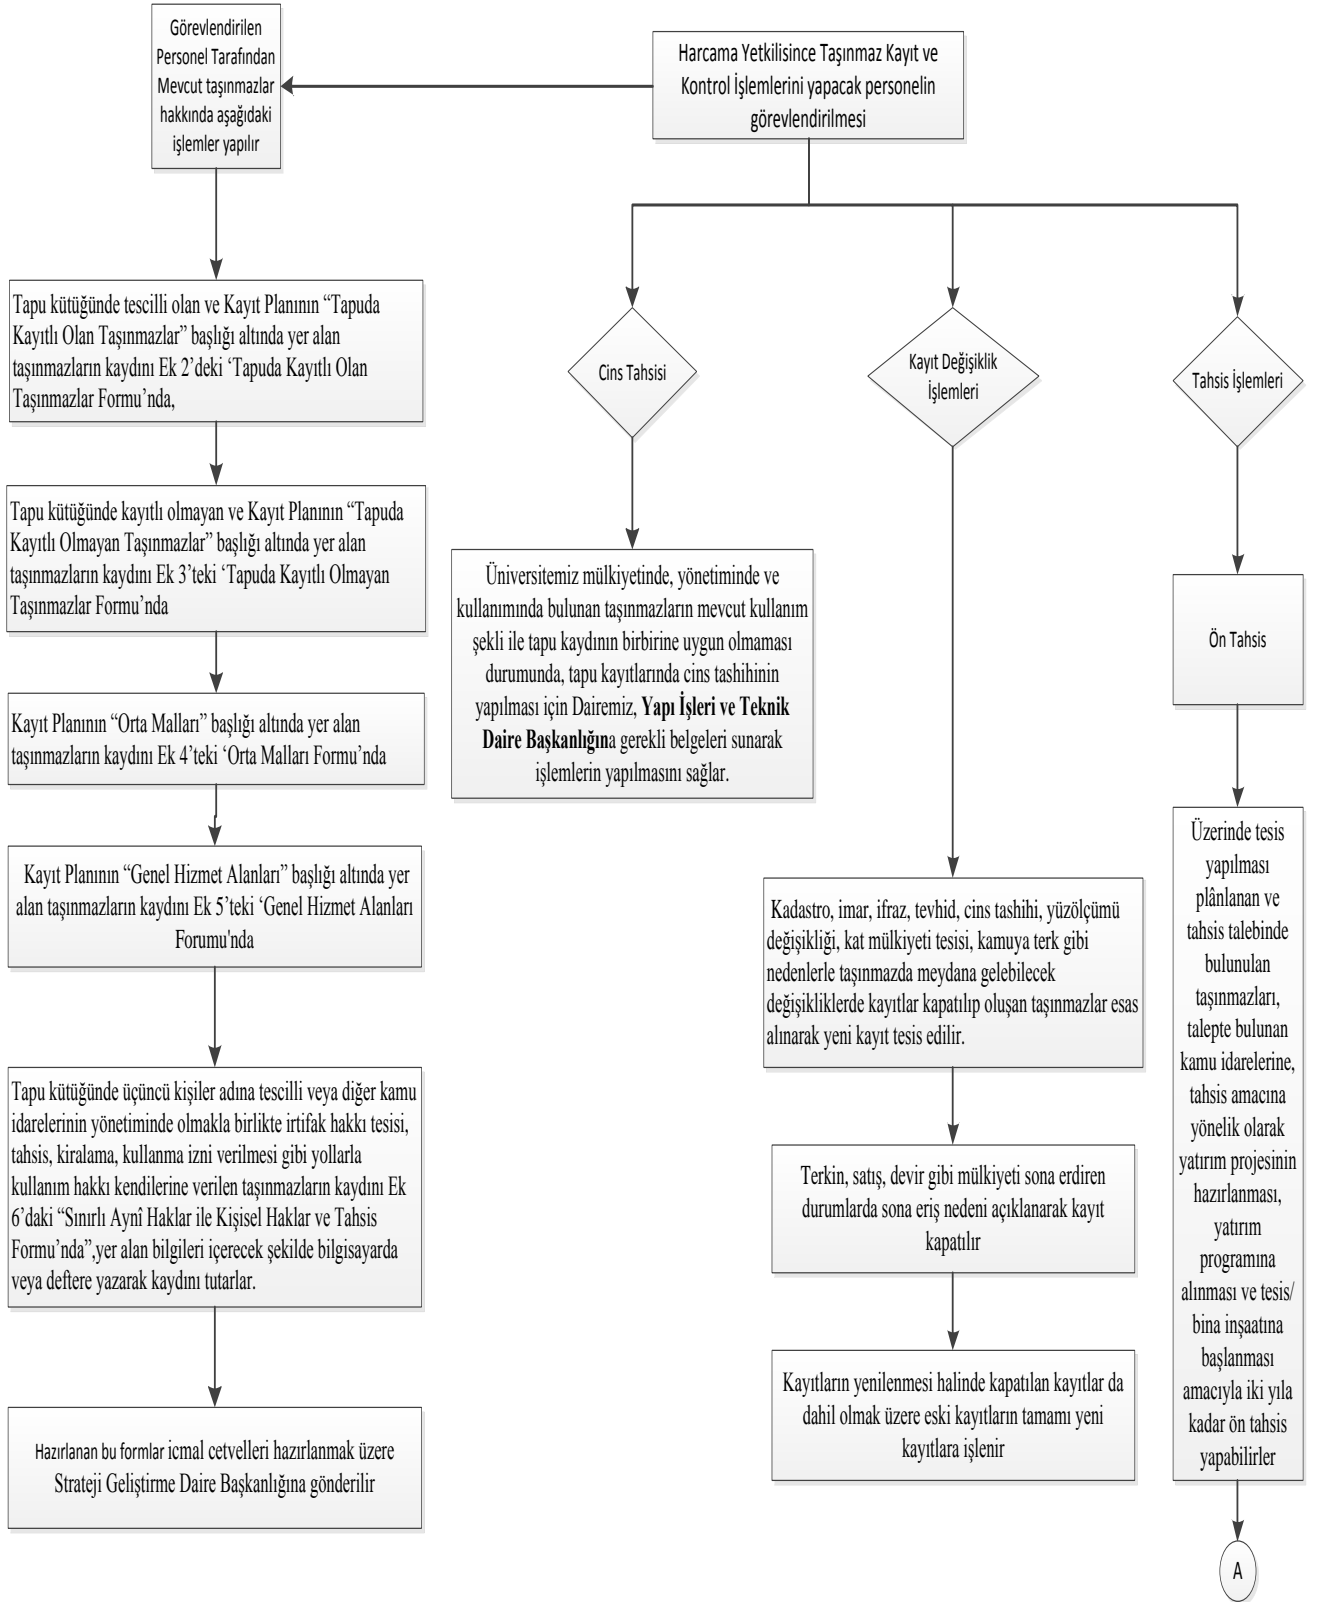 Görevlendirilen
Personel Tarafından
Mevcut taşınmazlar
hakkında aşağıdaki
işlemler yapılır
Harcama Yetkilisince Taşınmaz Kayıt ve
Kontrol İşlemlerini yapacak personelin
görevlendirilmesi
Tapu kütüğünde tescilli olan ve Kayıt Planının “Tapuda
Kayıtlı Olan Taşınmazlar” başlığı altında yer alan
taşınmazların kaydını Ek 2’deki ‘Tapuda Kayıtlı Olan
Taşınmazlar Formu’nda,
Tapu kütüğünde kayıtlı olmayan ve Kayıt Planının “Tapuda
Kayıtlı Olmayan Taşınmazlar” başlığı altında yer alan
taşınmazların kaydını Ek 3’teki ‘Tapuda Kayıtlı Olmayan
Taşınmazlar Formu’nda
Kayıt Planının “Orta Malları” başlığı altında yer alan
taşınmazların kaydını Ek 4’teki ‘Orta Malları Formu’nda
Kayıt Planının “Genel Hizmet Alanları” başlığı altında yer
alan taşınmazların kaydını Ek 5’teki ‘Genel Hizmet Alanları
Forumu'nda
Tapu kütüğünde üçüncü kişiler adına tescilli veya diğer kamu
idarelerinin yönetiminde olmakla birlikte irtifak hakkı tesisi,
tahsis, kiralama, kullanma izni verilmesi gibi yollarla
kullanım hakkı kendilerine verilen taşınmazların kaydını Ek
6’daki “Sınırlı Aynî Haklar ile Kişisel Haklar ve Tahsis
Formu’nda”,yer alan bilgileri içerecek şekilde bilgisayarda
veya deftere yazarak kaydını tutarlar.
Hazırlanan bu formlar icmal cetvelleri hazırlanmak üzere
Strateji Geliştirme Daire Başkanlığına gönderilir
Cins Tahsisi
Üniversitemiz mülkiyetinde, yönetiminde ve
kullanımında bulunan taşınmazların mevcut kullanım
şekli ile tapu kaydının birbirine uygun olmaması
durumunda, tapu kayıtlarında cins tashihinin
yapılması için Dairemiz, Yapı İşleri ve Teknik
Daire Başkanlığına gerekli belgeleri sunarak
işlemlerin yapılmasını sağlar.
Kayıt Değişiklik
İşlemleri
Kadastro, imar, ifraz, tevhid, cins tashihi, yüzölçümü
değişikliği, kat mülkiyeti tesisi, kamuya terk gibi
nedenlerle taşınmazda meydana gelebilecek
değişikliklerde kayıtlar kapatılıp oluşan taşınmazlar esas
alınarak yeni kayıt tesis edilir.
Terkin, satış, devir gibi mülkiyeti sona erdiren
durumlarda sona eriş nedeni açıklanarak kayıt
kapatılır
Kayıtların yenilenmesi halinde kapatılan kayıtlar da
dahil olmak üzere eski kayıtların tamamı yeni
kayıtlara işlenir
Tahsis İşlemleri
Ön Tahsis
Üzerinde tesis
yapılması
plânlanan ve
tahsis talebinde
bulunulan
taşınmazları,
talepte bulunan
kamu idarelerine,
tahsis amacına
yönelik olarak
yatırım projesinin
hazırlanması,
yatırım
programına
alınması ve tesis/
bina inşaatına
başlanması
amacıyla iki yıla
kadar ön tahsis
yapabilirler
A